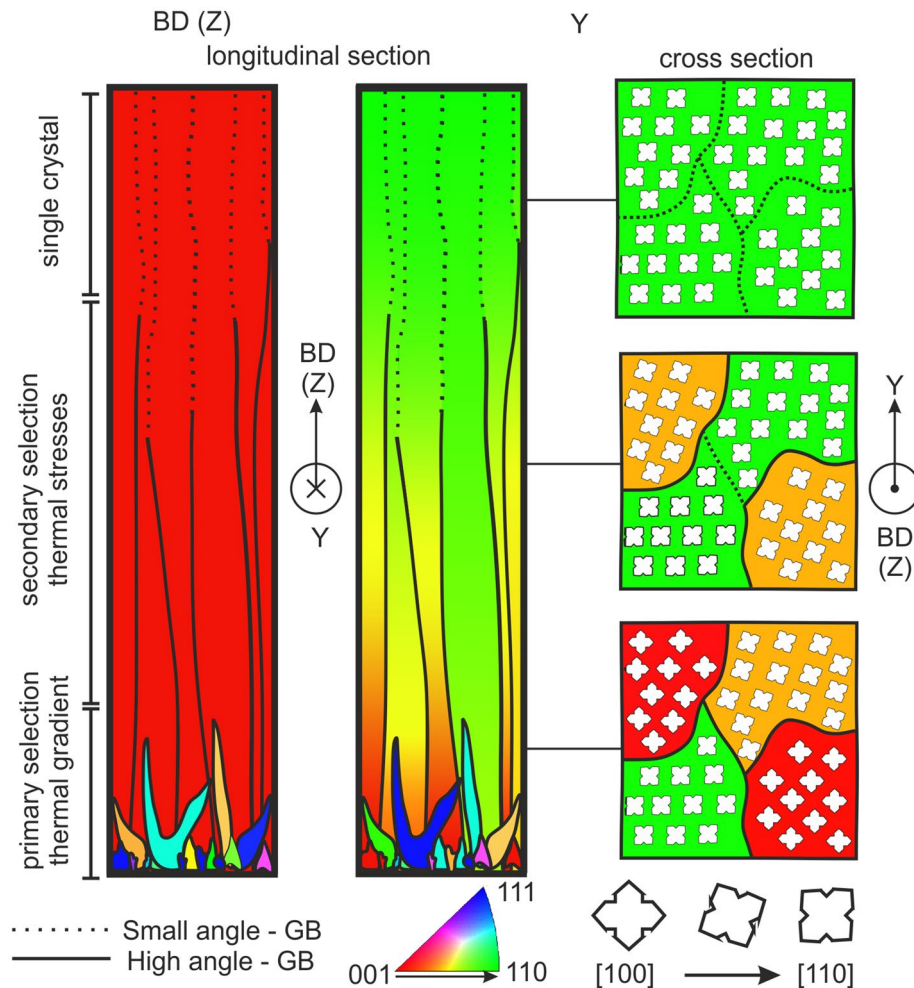 BD (Z)
Y
longitudinal section
cross section
single crystal
secondary selection
thermal stresses
primary selection
thermal gradient
BD
(Z)
Y
Y
BD
(Z)
Small angle - GB
High angle - GB
111
001
110
[100]
[110]